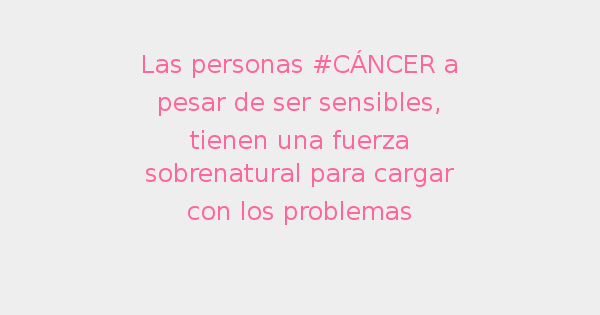 Las personas #CÁNCER a
pesar de ser sensibles,
tienen una fuerza
sobrenatural para cargar
con los problemas